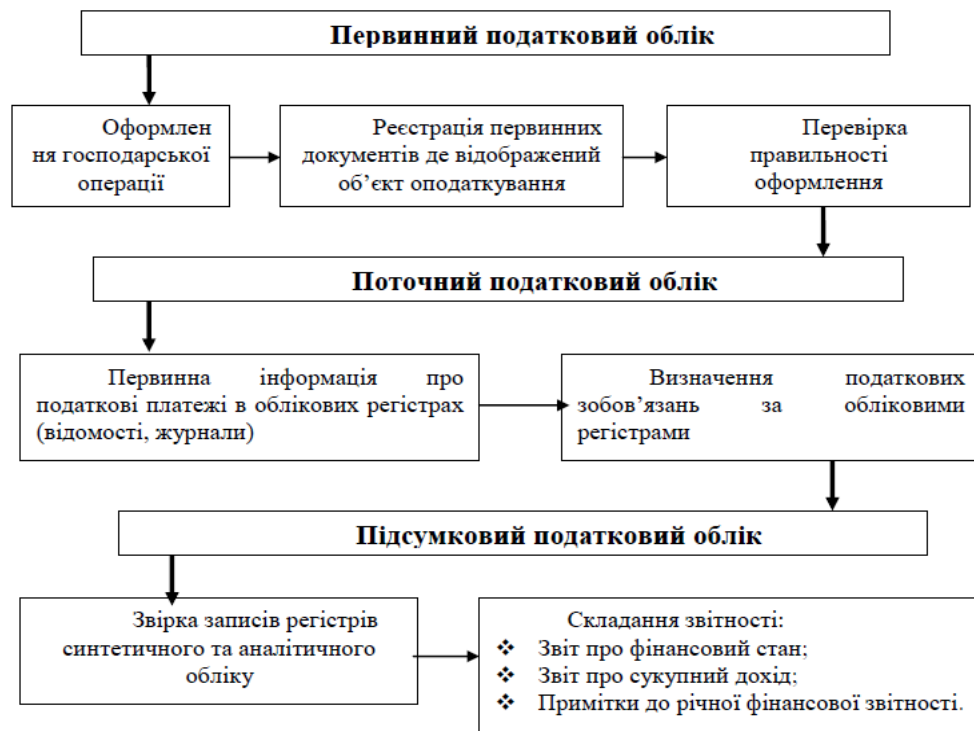 Первинний податковий облік
Оформлен
ня господарської
операції
Реєстрація первинних
документів де відображений
об’єкт оподаткування
Перевірка
правильності
оформлення
Поточний податковий облік
Первинна інформація про
податкові платежі в облікових регістрах
(відомості, журнали)
Визначення податкових
зобов’язань за обліковими
регістрами
Підсумковий податковий облік
Звірка записів регістрів
синтетичного та аналітичного
обліку
Складання звітності:
❖ Звіт про фінансовий стан;
❖ Звіт про сукупний дохід;
❖ Примітки до річної фінансової звітності.